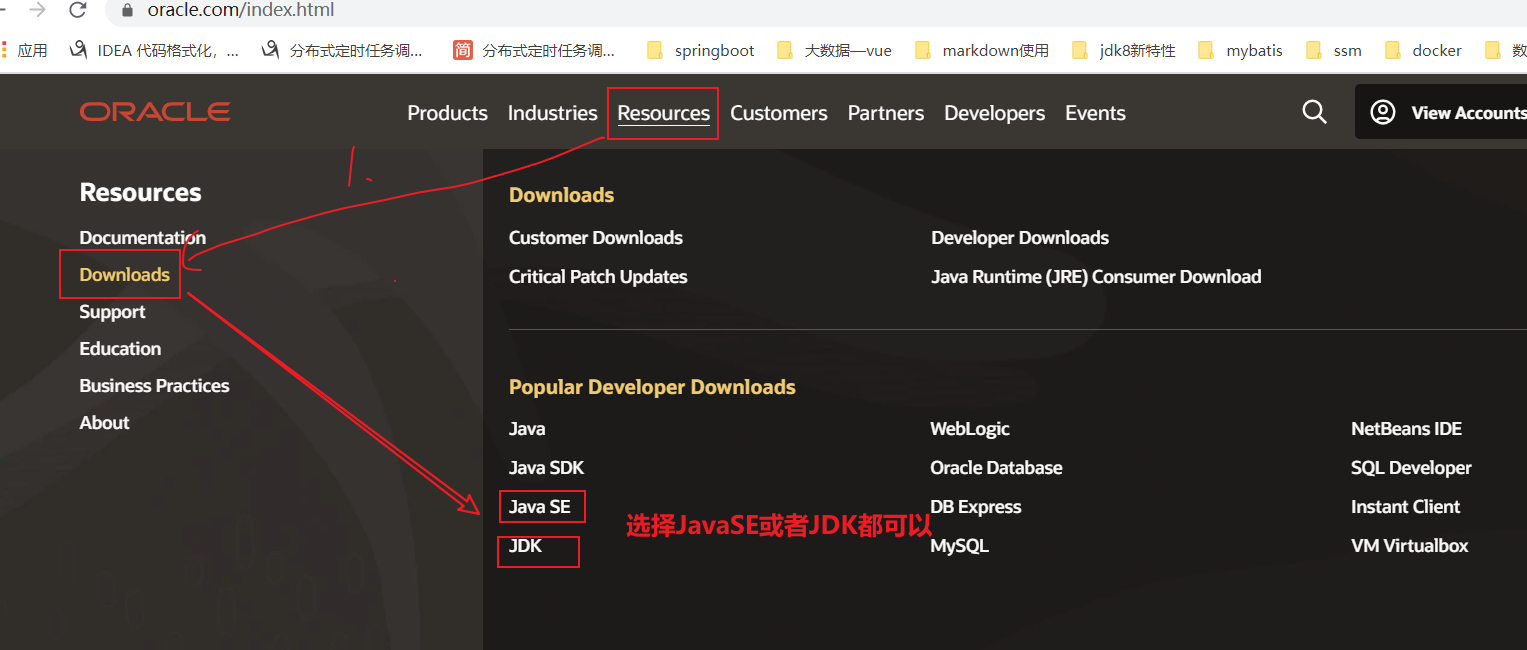 oracle.com/index.html
应用 IDEA 代码格式化，... 分布式定时任务调... 简 分布式定时任务调... springboot 大数据—vue markdown使用 jdk8新特性 mybatis ssm docker 数
ORACLE Products Industries Resources Customers Partners Developers Events View Accounts
1.
Resources
Documentation
Downloads
Support
Education
Business Practices
About
Downloads
Customer Downloads Developer Downloads
Critical Patch Updates Java Runtime (JRE) Consumer Download
Popular Developer Downloads
Java WebLogic NetBeans IDE
Java SDK Oracle Database SQL Developer
Java SE DB Express Instant Client
选择JavaSE或者JDK都可以
JDK MySQL VM Virtualbox